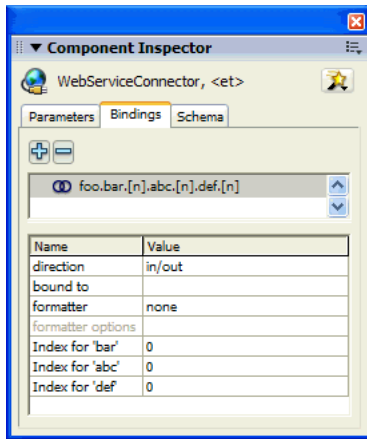 Component Inspector
WebServiceConnector, <et>
Parameters Bindings Schema
foo.bar.[n].abc.[n].def.[n]
Name Value
direction in/out
bound to
formatter none
formatter options
Index for 'bar' 0
Index for 'abc' 0
Index for 'def' 0